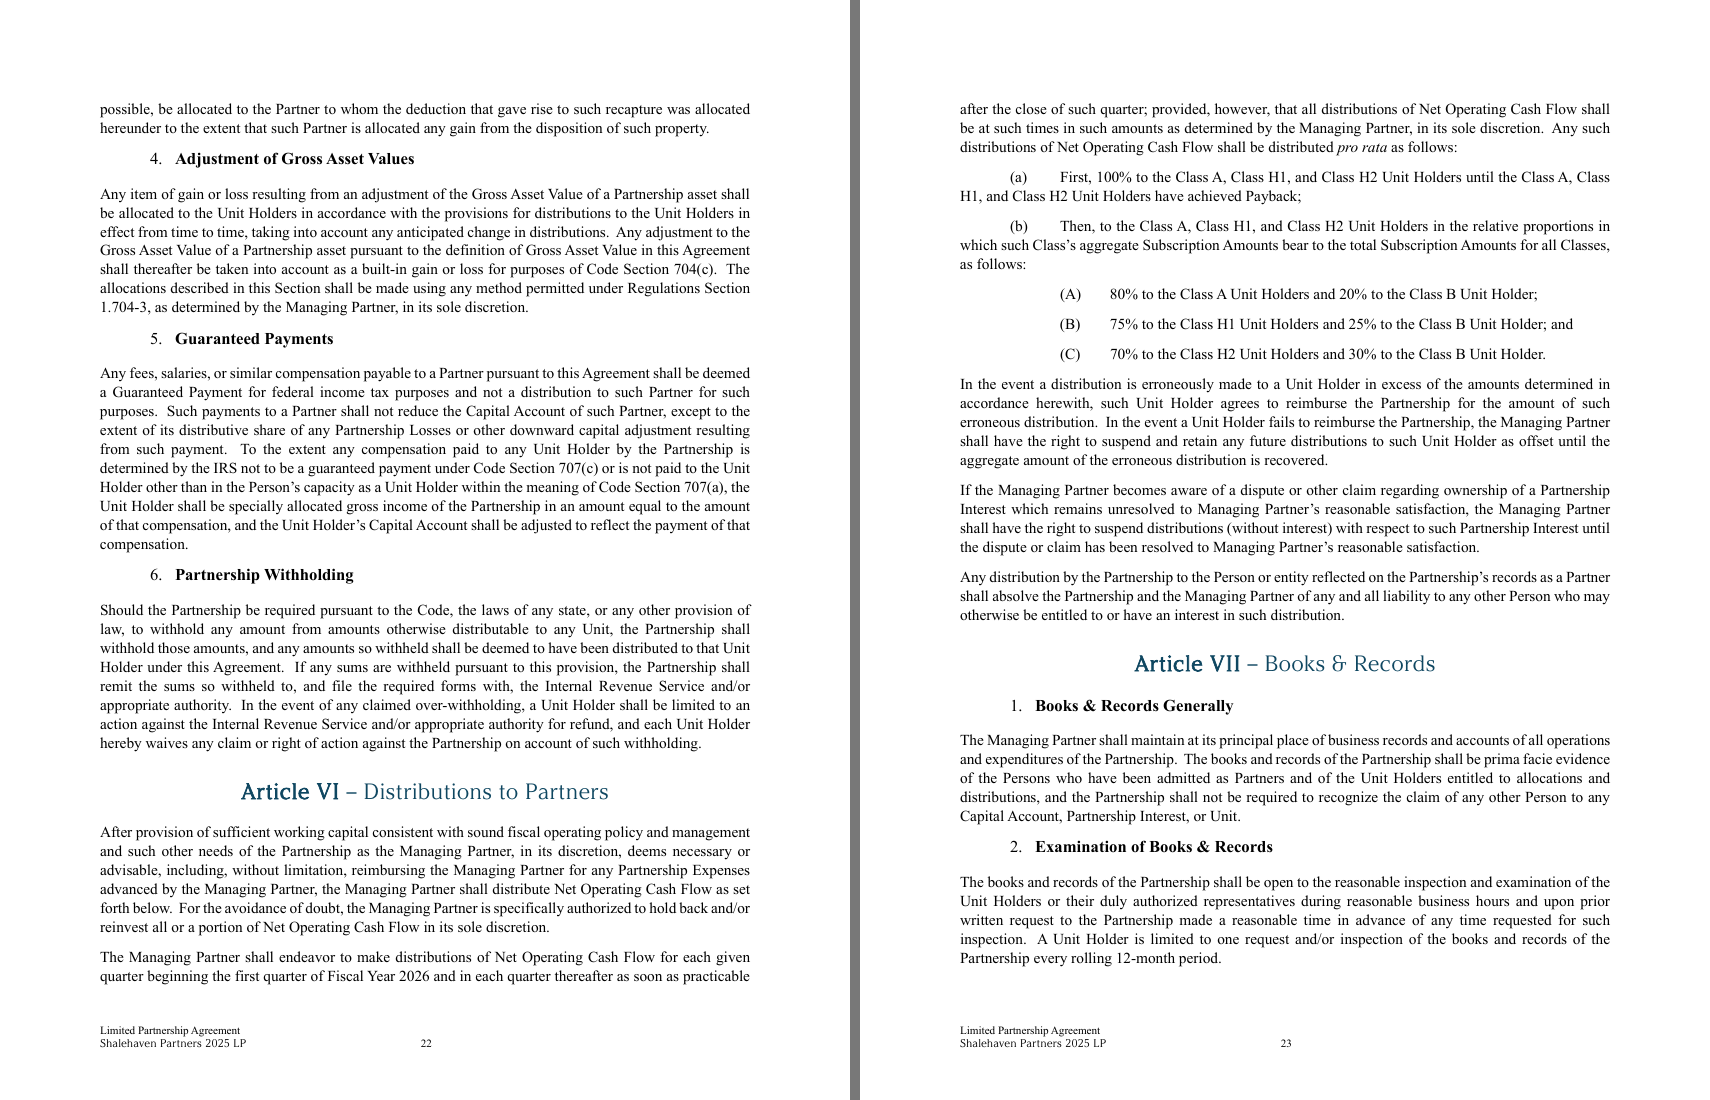 possible, be allocated to the Partner to whom the deduction that gave rise to such recapture was allocated
hereunder to the extent that such Partner is allocated any gain from the disposition of such property.
4. Adjustment of Gross Asset Values
Any item of gain or loss resulting from an adjustment of the Gross Asset Value of a Partnership asset shall
be allocated to the Unit Holders in accordance with the provisions for distributions to the Unit Holders in
effect from time to time, taking into account any anticipated change in distributions. Any adjustment to the
Gross Asset Value of a Partnership asset pursuant to the definition of Gross Asset Value in this Agreement
shall thereafter be taken into account as a built-in gain or loss for purposes of Code Section 704(c). The
allocations described in this Section shall be made using any method permitted under Regulations Section
1.704-3, as determined by the Managing Partner, in its sole discretion.
5. Guaranteed Payments
Any fees, salaries, or similar compensation payable to a Partner pursuant to this Agreement shall be deemed
a Guaranteed Payment for federal income tax purposes and not a distribution to such Partner for such
purposes. Such payments to a Partner shall not reduce the Capital Account of such Partner, except to the
extent of its distributive share of any Partnership Losses or other downward capital adjustment resulting
from such payment. To the extent any compensation paid to any Unit Holder by the Partnership is
determined by the IRS not to be a guaranteed payment under Code Section 707(c) or is not paid to the Unit
Holder other than in the Person’s capacity as a Unit Holder within the meaning of Code Section 707(a), the
Unit Holder shall be specially allocated gross income of the Partnership in an amount equal to the amount
of that compensation, and the Unit Holder’s Capital Account shall be adjusted to reflect the payment of that
compensation.
6. Partnership Withholding
Should the Partnership be required pursuant to the Code, the laws of any state, or any other provision of
law, to withhold any amount from amounts otherwise distributable to any Unit, the Partnership shall
withhold those amounts, and any amounts so withheld shall be deemed to have been distributed to that Unit
Holder under this Agreement. If any sums are withheld pursuant to this provision, the Partnership shall
remit the sums so withheld to, and file the required forms with, the Internal Revenue Service and/or
appropriate authority. In the event of any claimed over-withholding, a Unit Holder shall be limited to an
action against the Internal Revenue Service and/or appropriate authority for refund, and each Unit Holder
hereby waives any claim or right of action against the Partnership on account of such withholding.
Article VI – Distributions to Partners
After provision of sufficient working capital consistent with sound fiscal operating policy and management
and such other needs of the Partnership as the Managing Partner, in its discretion, deems necessary or
advisable, including, without limitation, reimbursing the Managing Partner for any Partnership Expenses
advanced by the Managing Partner, the Managing Partner shall distribute Net Operating Cash Flow as set
forth below. For the avoidance of doubt, the Managing Partner is specifically authorized to hold back and/or
reinvest all or a portion of Net Operating Cash Flow in its sole discretion.
The Managing Partner shall endeavor to make distributions of Net Operating Cash Flow for each given
quarter beginning the first quarter of Fiscal Year 2026 and in each quarter thereafter as soon as practicable
Limited Partnership Agreement
Shalehaven Partners 2025 LP 22
after the close of such quarter; provided, however, that all distributions of Net Operating Cash Flow shall
be at such times in such amounts as determined by the Managing Partner, in its sole discretion. Any such
distributions of Net Operating Cash Flow shall be distributed pro rata as follows:
(a) First, 100% to the Class A, Class H1, and Class H2 Unit Holders until the Class A, Class
H1, and Class H2 Unit Holders have achieved Payback;
(b) Then, to the Class A, Class H1, and Class H2 Unit Holders in the relative proportions in
which such Class’s aggregate Subscription Amounts bear to the total Subscription Amounts for all Classes,
as follows:
(A) 80% to the Class A Unit Holders and 20% to the Class B Unit Holder;
(B) 75% to the Class H1 Unit Holders and 25% to the Class B Unit Holder; and
(C) 70% to the Class H2 Unit Holders and 30% to the Class B Unit Holder.
In the event a distribution is erroneously made to a Unit Holder in excess of the amounts determined in
accordance herewith, such Unit Holder agrees to reimburse the Partnership for the amount of such
erroneous distribution. In the event a Unit Holder fails to reimburse the Partnership, the Managing Partner
shall have the right to suspend and retain any future distributions to such Unit Holder as offset until the
aggregate amount of the erroneous distribution is recovered.
If the Managing Partner becomes aware of a dispute or other claim regarding ownership of a Partnership
Interest which remains unresolved to Managing Partner’s reasonable satisfaction, the Managing Partner
shall have the right to suspend distributions (without interest) with respect to such Partnership Interest until
the dispute or claim has been resolved to Managing Partner’s reasonable satisfaction.
Any distribution by the Partnership to the Person or entity reflected on the Partnership’s records as a Partner
shall absolve the Partnership and the Managing Partner of any and all liability to any other Person who may
otherwise be entitled to or have an interest in such distribution.
Article VII – Books & Records
1. Books & Records Generally
The Managing Partner shall maintain at its principal place of business records and accounts of all operations
and expenditures of the Partnership. The books and records of the Partnership shall be prima facie evidence
of the Persons who have been admitted as Partners and of the Unit Holders entitled to allocations and
distributions, and the Partnership shall not be required to recognize the claim of any other Person to any
Capital Account, Partnership Interest, or Unit.
2. Examination of Books & Records
The books and records of the Partnership shall be open to the reasonable inspection and examination of the
Unit Holders or their duly authorized representatives during reasonable business hours and upon prior
written request to the Partnership made a reasonable time in advance of any time requested for such
inspection. A Unit Holder is limited to one request and/or inspection of the books and records of the
Partnership every rolling 12-month period.
Limited Partnership Agreement
Shalehaven Partners 2025 LP 23